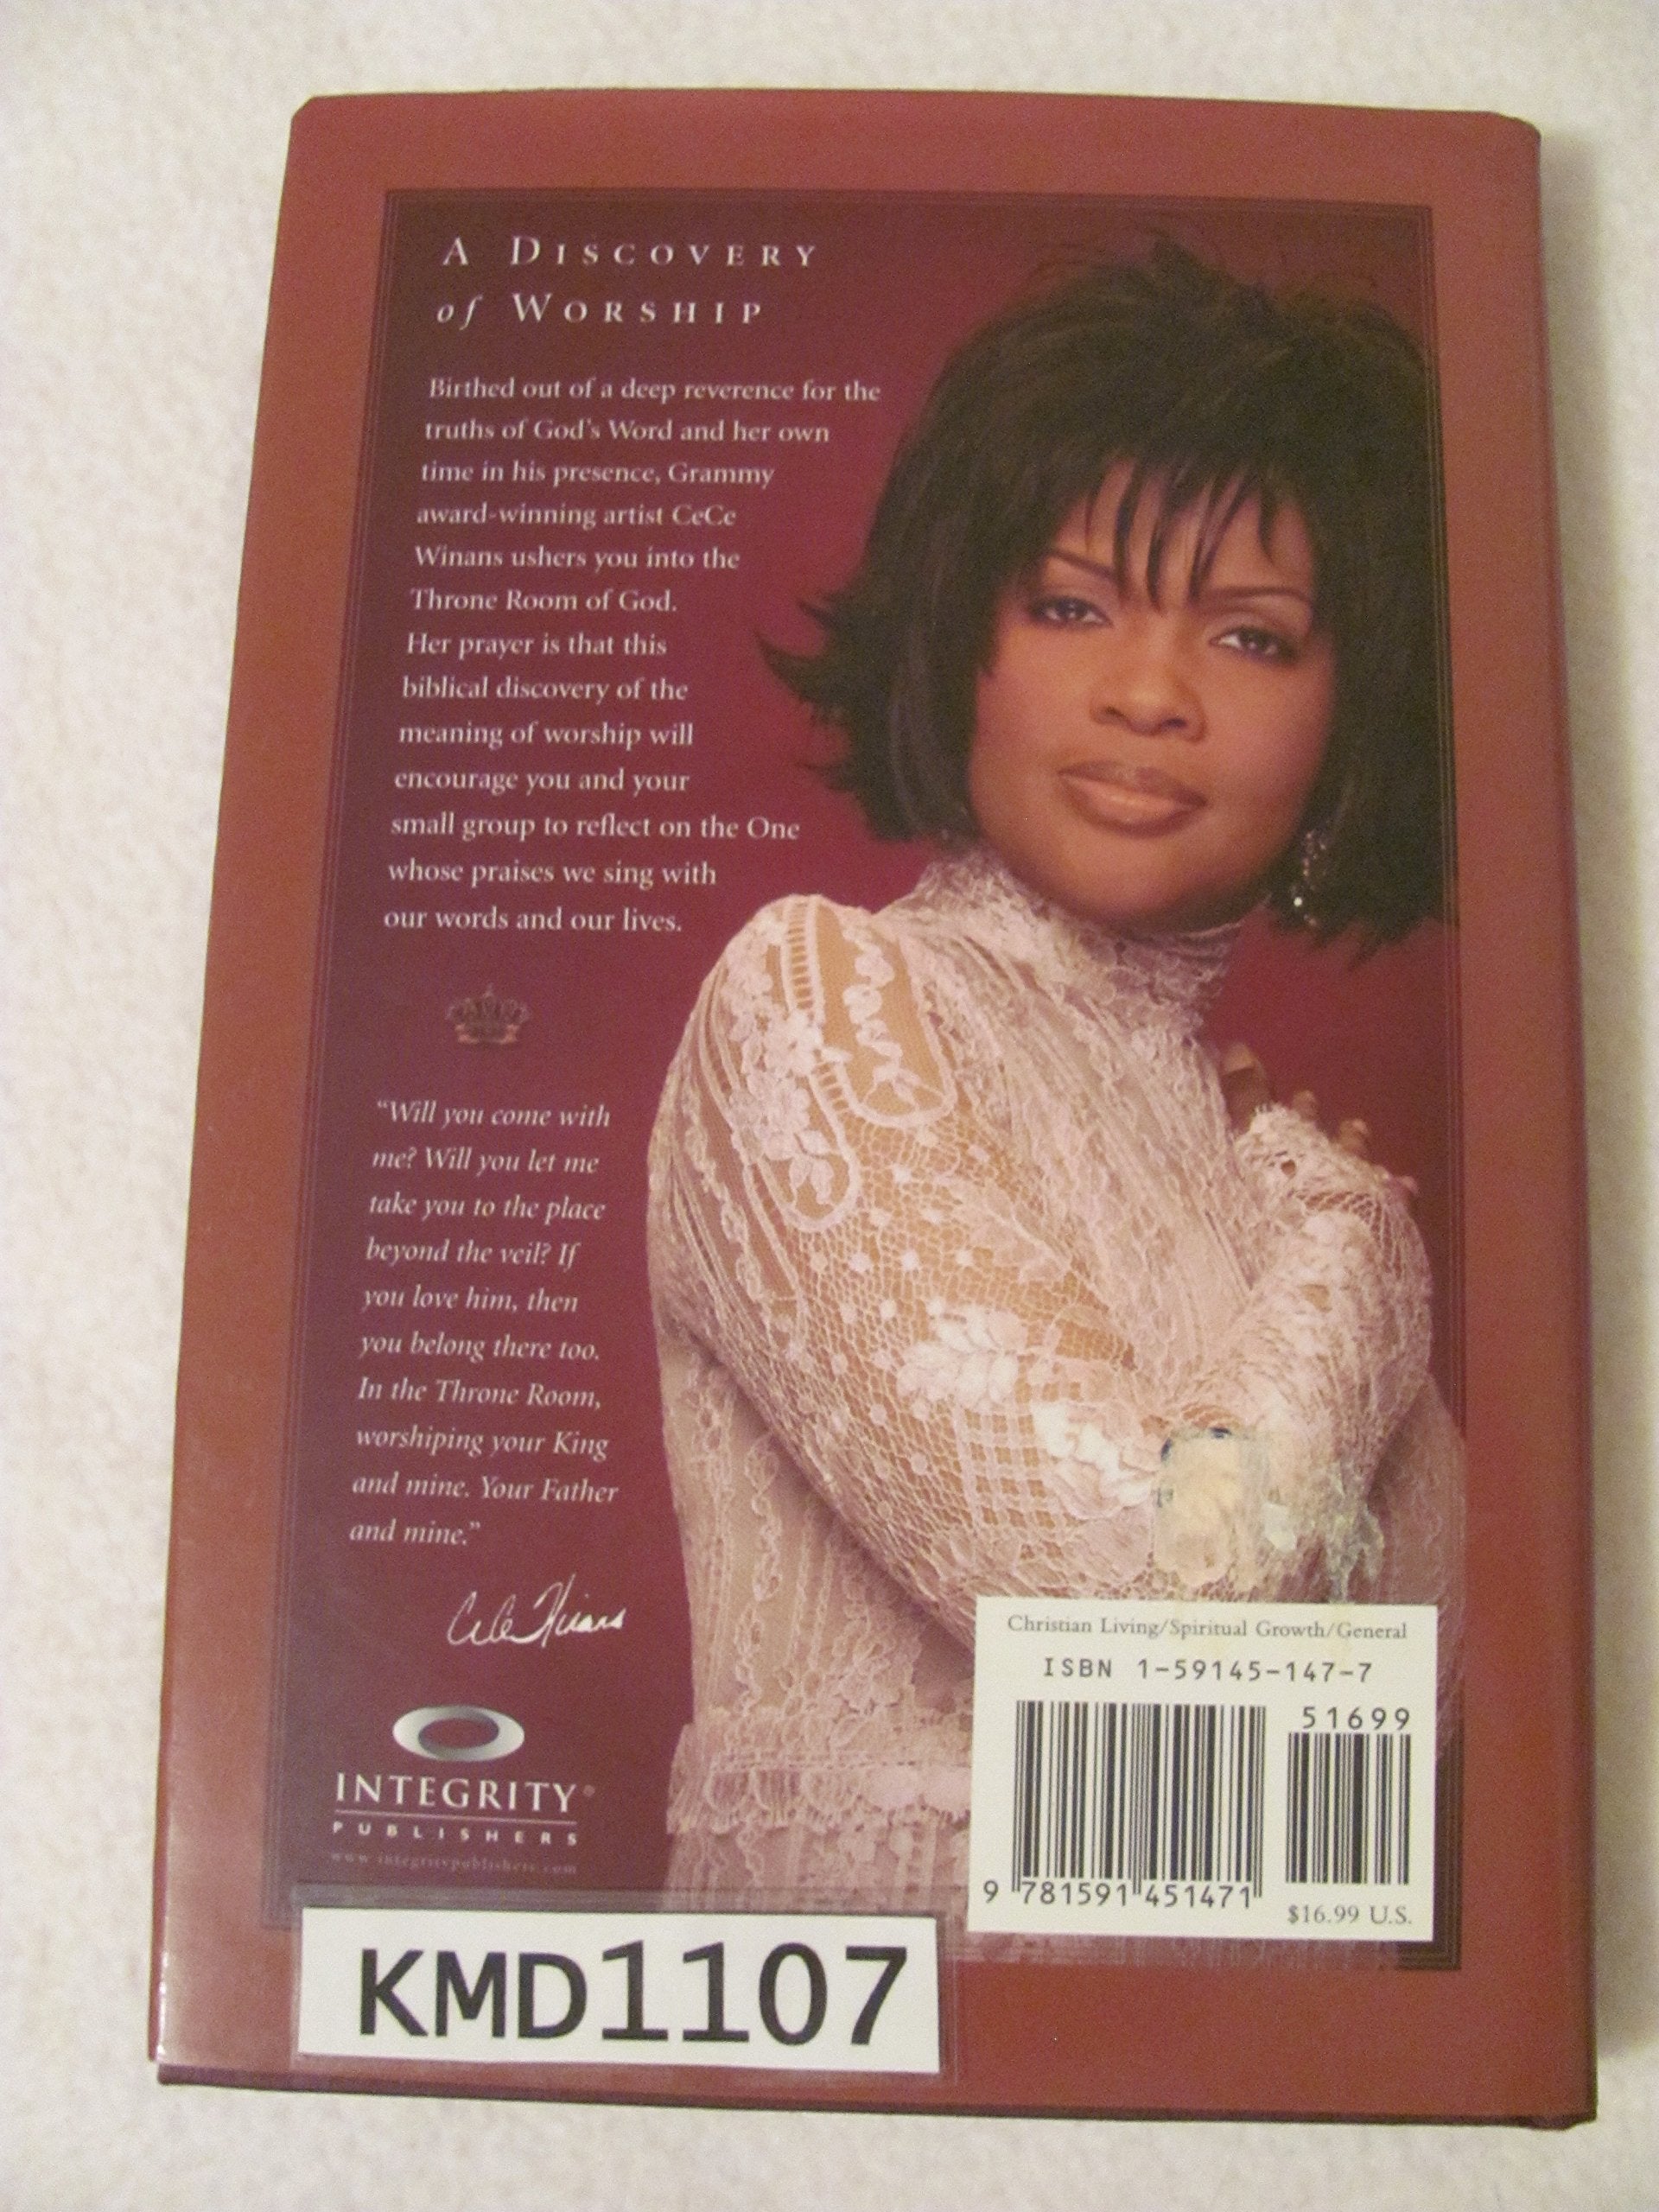 A DISCOVERY
of WORSHIP
Birthed out of a deep reverence for the
truths of God's Word and her own
time in his presence, Grammy
award-winning artist CeCe
Winans ushers you into the
Throne Room of God.
Her prayer is that this
biblical discovery of the
meaning of worship will
encourage you and your
small group to reflect on the One
whose praises we sing with
our words and our lives.
“Will you come with
me? Will you let me
take you to the place
beyond the veil? If
you love him, then
you belong there too.
In the Throne Room,
worshiping your King
and mine. Your Father
and mine.”
CeCe Winans
INTEGRITY®
PUBLISHERS
www.integritypublishers.com
Christian Living/Spiritual Growth/General
ISBN 1-59145-147-7
51699
9 781591 451471
$16.99 U.S.
KMD1107